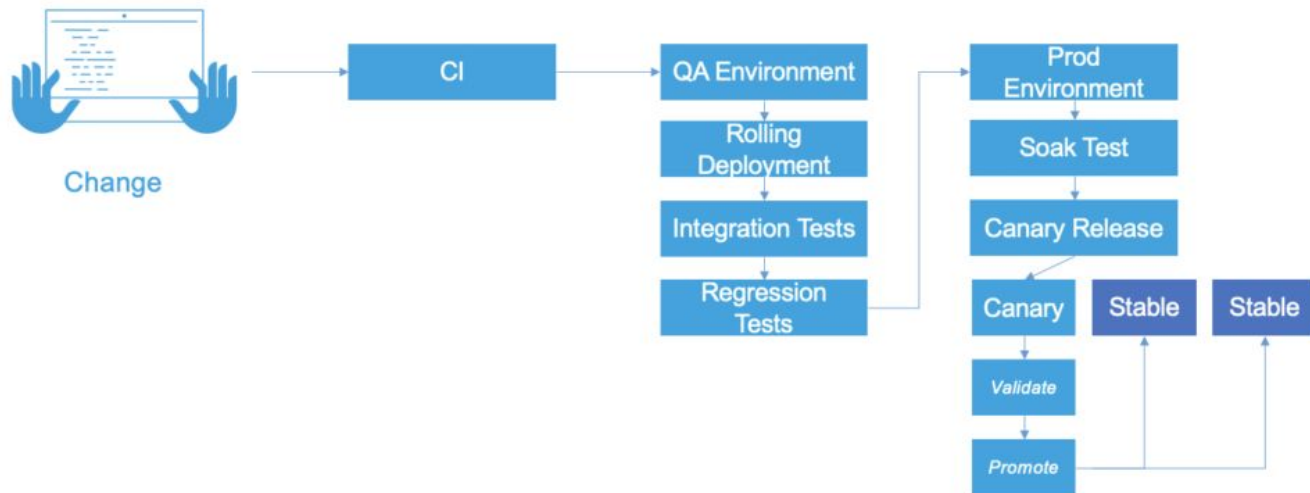 Change
CI
QA Environment
Rolling
Deployment
Integration Tests
Regression
Tests
Prod
Environment
Soak Test
Canary Release
Canary
Stable
Stable
Validate
Promote